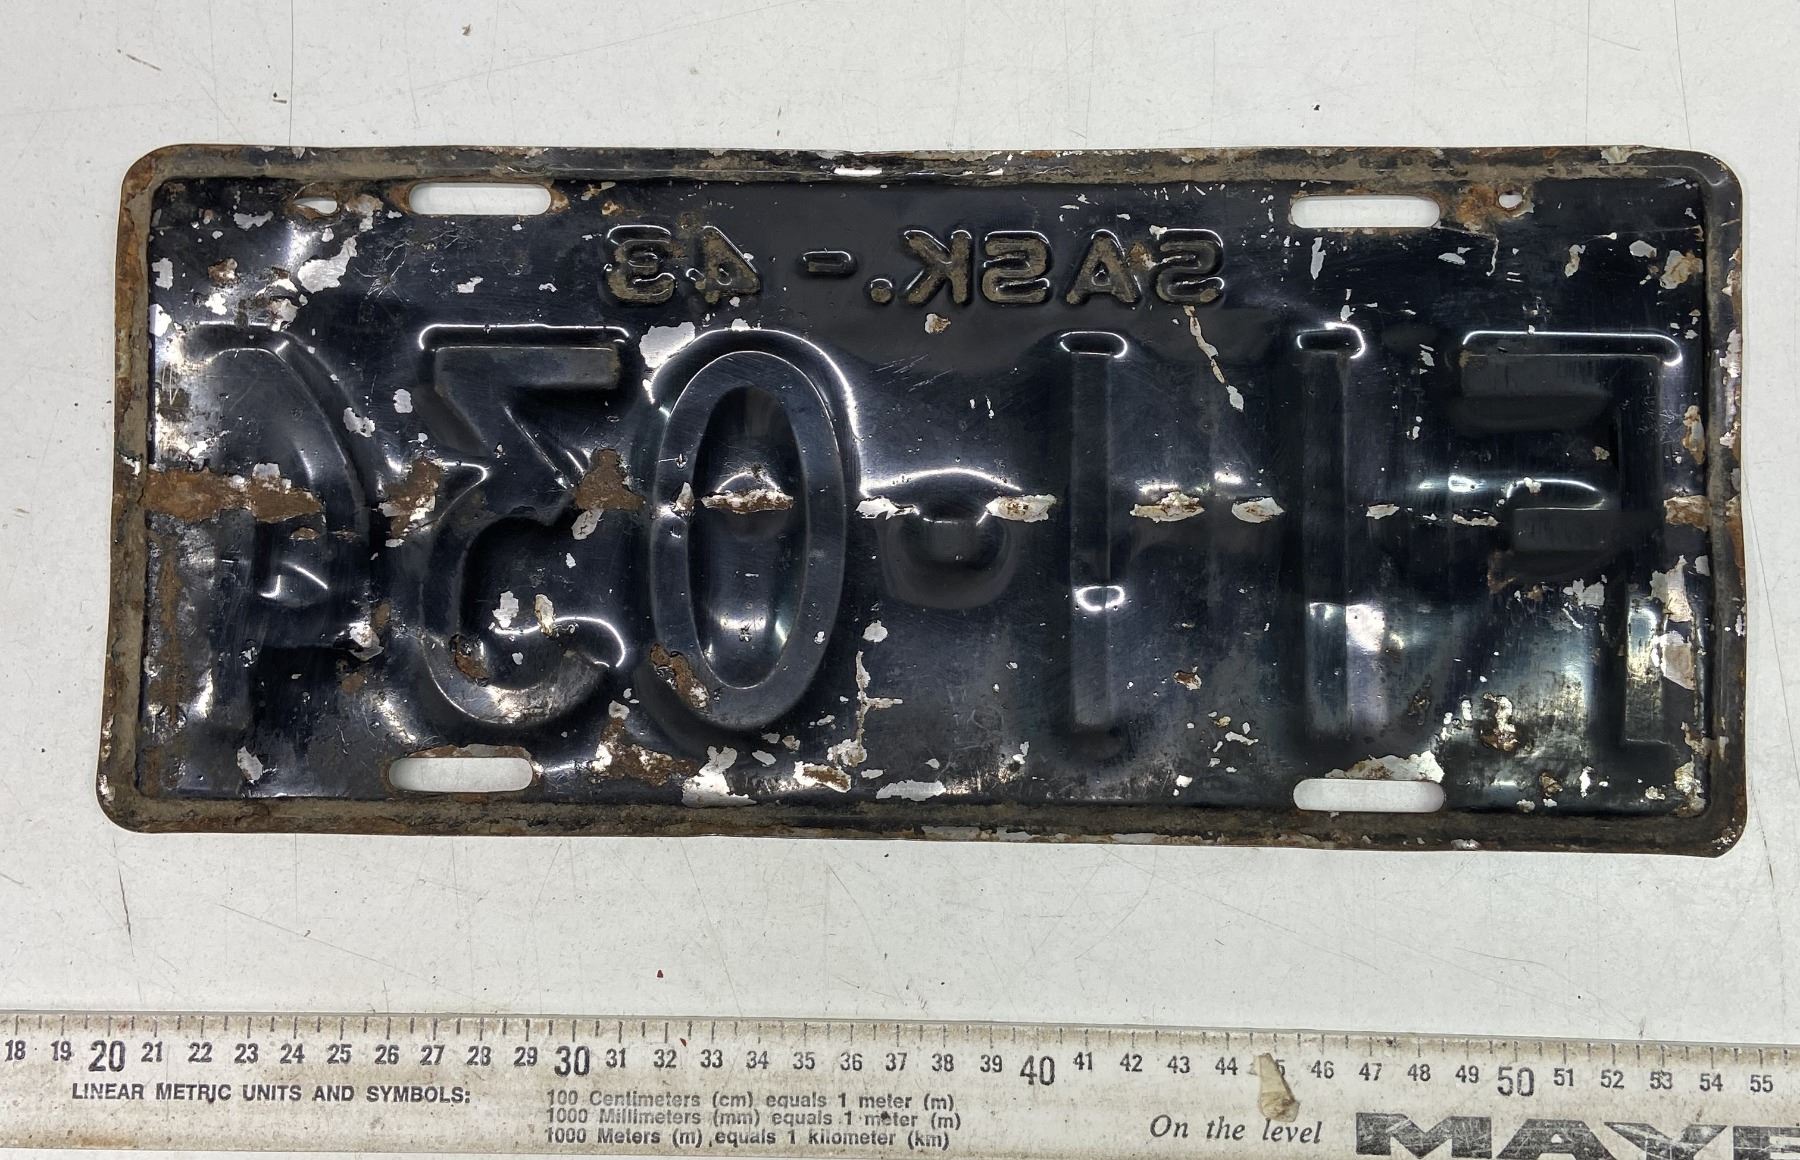 SASK. - 43
F11-034
18 19 20 21 22 23 24 25 26 27 28 29 30 31 32 33 34 35 36 37 38 39 40 41 42 43 44 45 46 47 48 49 50 51 52 53 54 55
LINEAR METRIC UNITS AND SYMBOLS:
100 Centimeters (cm) equals 1 meter (m)
1000 Millimeters (mm) equals 1 meter (m)
1000 Meters (m) equals 1 kilometer (km)
On the level
MAYE